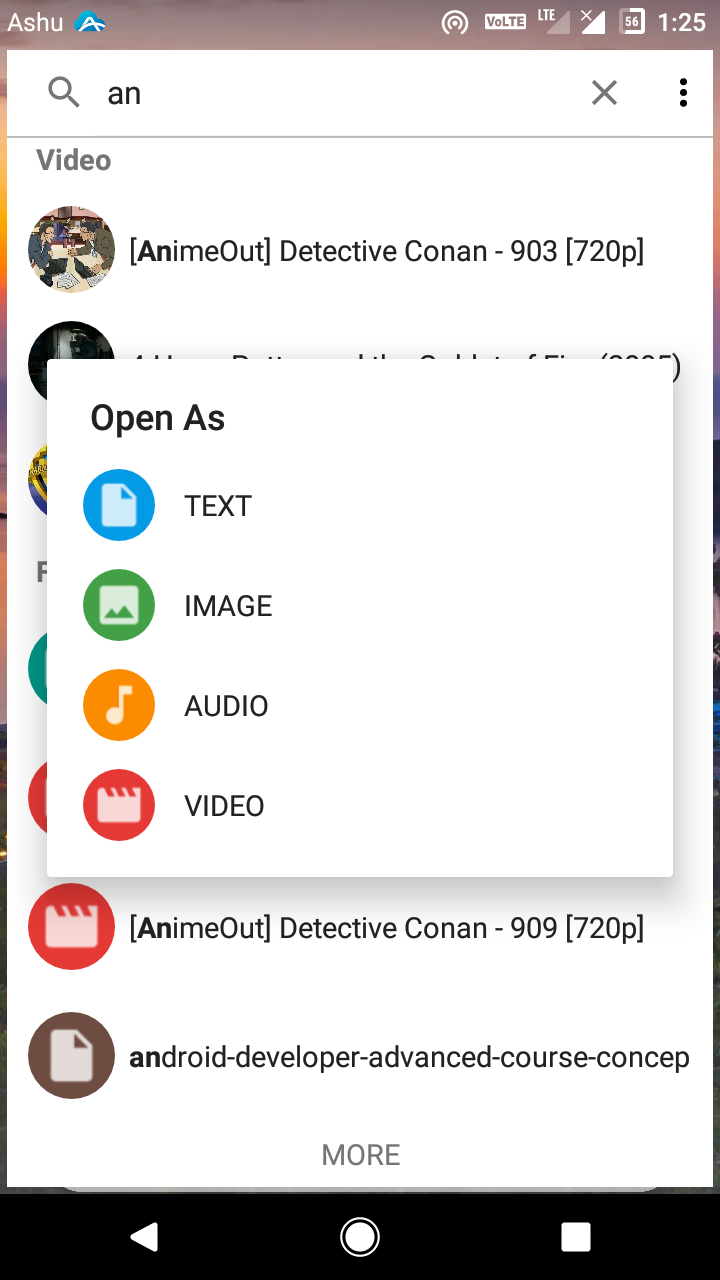 Ashu
VoLTE LTE 56 1:25
an
Video
[AnimeOut] Detective Conan - 903 [720p]
Open As
TEXT
IMAGE
AUDIO
VIDEO
[AnimeOut] Detective Conan - 909 [720p]
android-developer-advanced-course-concep
MORE